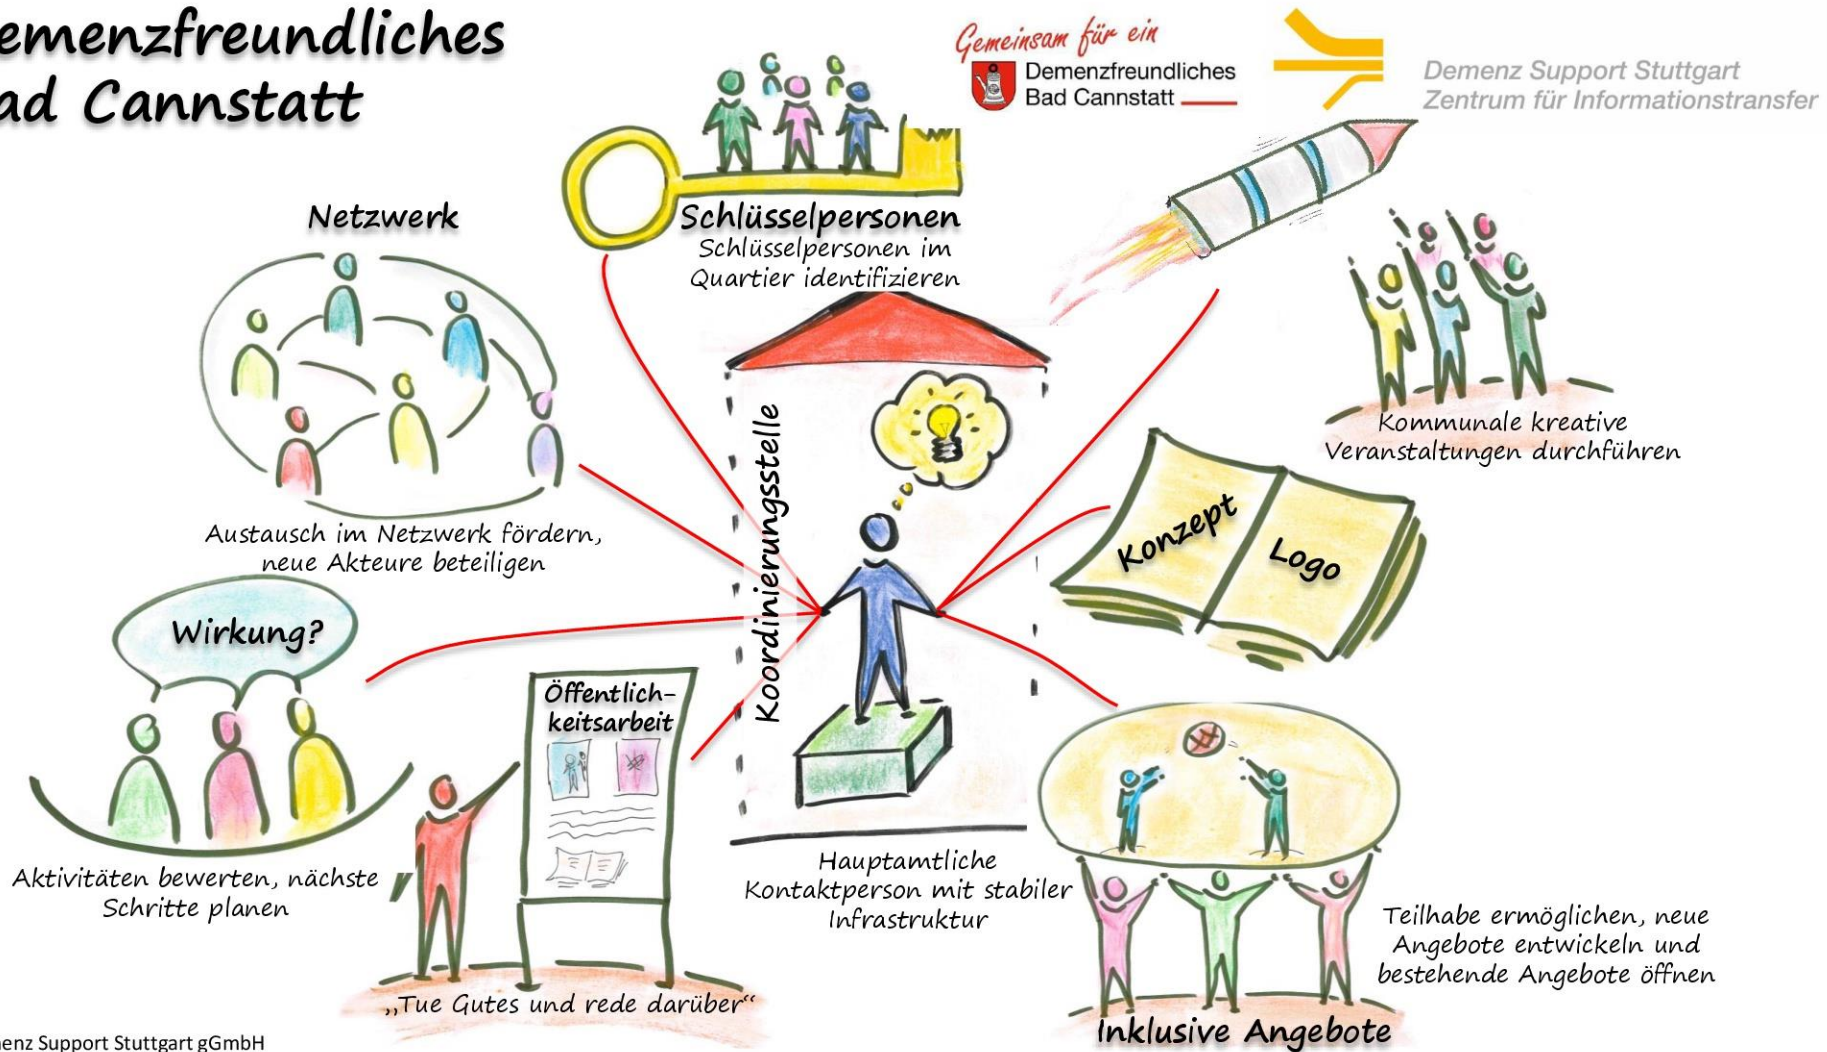 emenzfreundliches
ad Cannstatt
Gemeinsam für ein
Demenzfreundliches
Bad Cannstatt
Demenz Support Stuttgart
Zentrum für Informationstransfer
Netzwerk
Austausch im Netzwerk fördern,
neue Akteure beteiligen
Schlüsselpersonen
Schlüsselpersonen im
Quartier identifizieren
Kommunale kreative
Veranstaltungen durchführen
Konzept
Logo
Koordinierungsstelle
Hauptamtliche
Kontaktperson mit stabiler
Infrastruktur
Wirkung?
Aktivitäten bewerten, nächste
Schritte planen
Öffentlich-
keitsarbeit
„Tue Gutes und rede darüber“
Teilhabe ermöglichen, neue
Angebote entwickeln und
bestehende Angebote öffnen
Inklusive Angebote
enz Support Stuttgart gGmbH